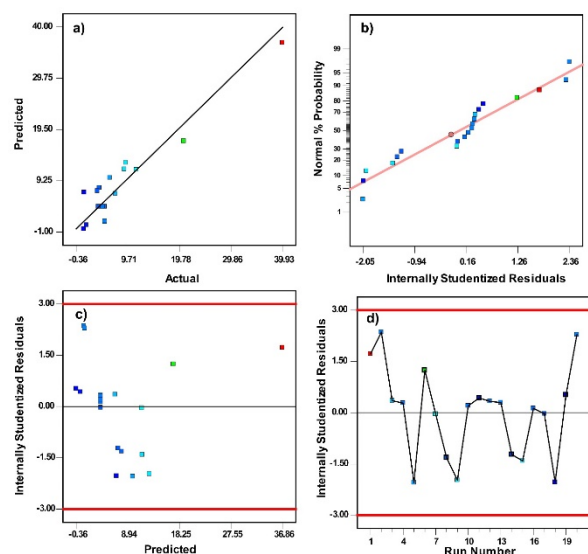 a)
40.00
29.75
19.50
9.25
-1.00
Predicted
-0.36 9.71 19.78 29.86 39.93
Actual
b)
99
95
90
80
70
50
30
20
10
5
1
Normal % Probability
-2.05 -0.94 0.16 1.26 2.36
Internally Studentized Residuals
c)
3.00
1.50
0.00
-1.50
-3.00
Internally Studentized Residuals
-0.36 8.94 18.25 27.55 36.86
Predicted
d)
3.00
1.50
0.00
-1.50
-3.00
Internally Studentized Residuals
1 4 7 10 13 16 19
Run Number